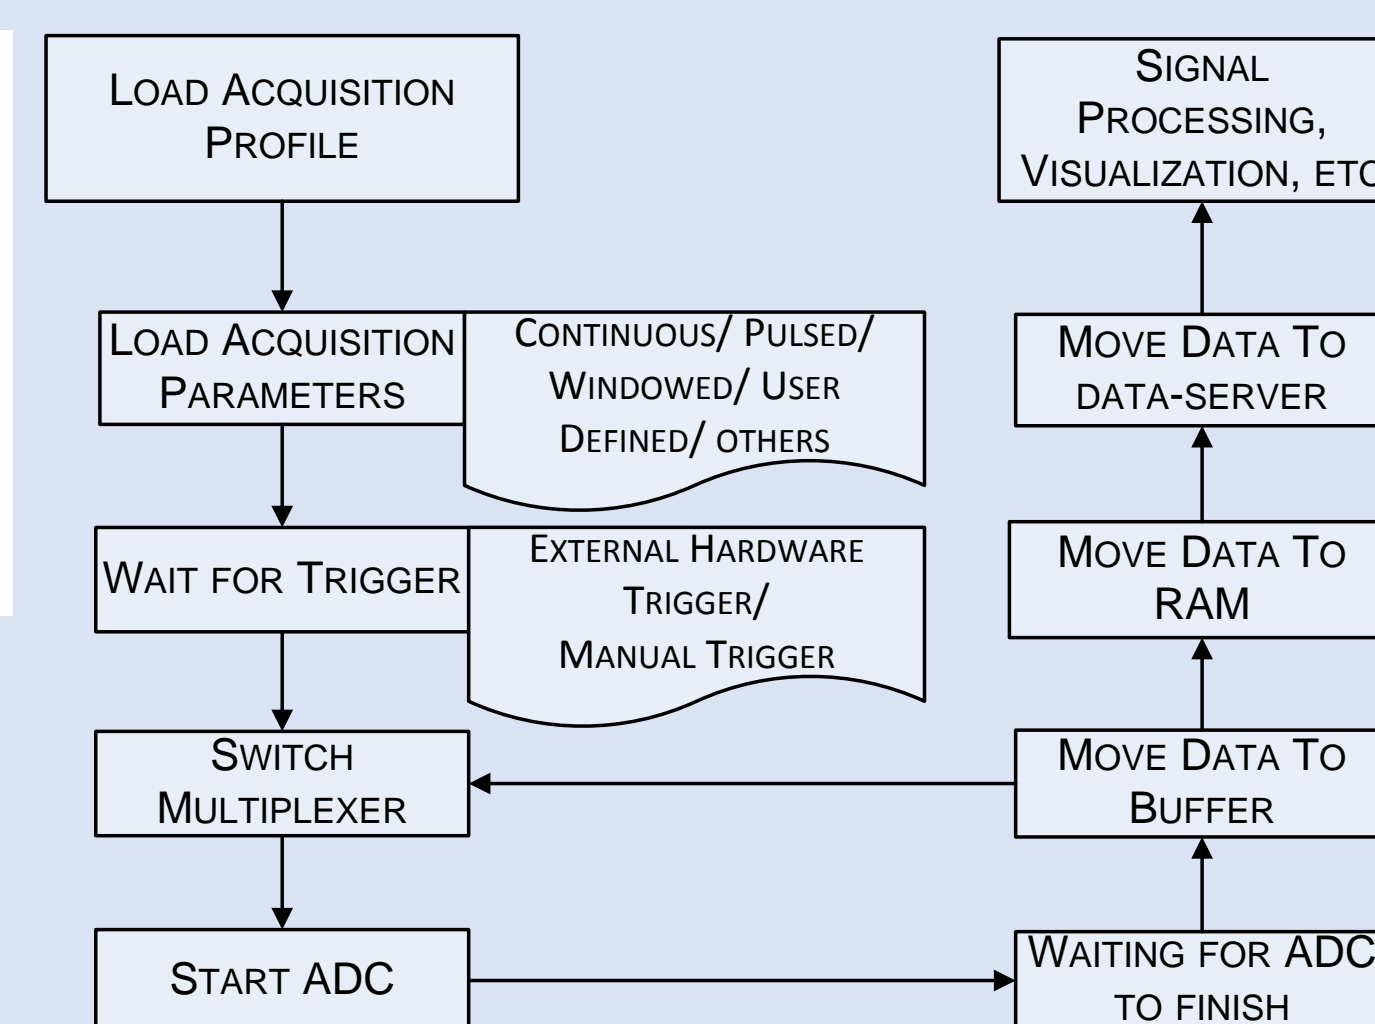 Load Acquisition
Profile
Load Acquisition
Parameters
Continuous/ Pulsed/
Windowed/ User
Defined/ others
Wait for Trigger
External Hardware
Trigger/
Manual Trigger
Switch
Multiplexer
Start ADC
Signal
Processing,
Visualization, etc
Move Data To
data-server
Move Data To
RAM
Move Data To
Buffer
Waiting for ADC
to finish